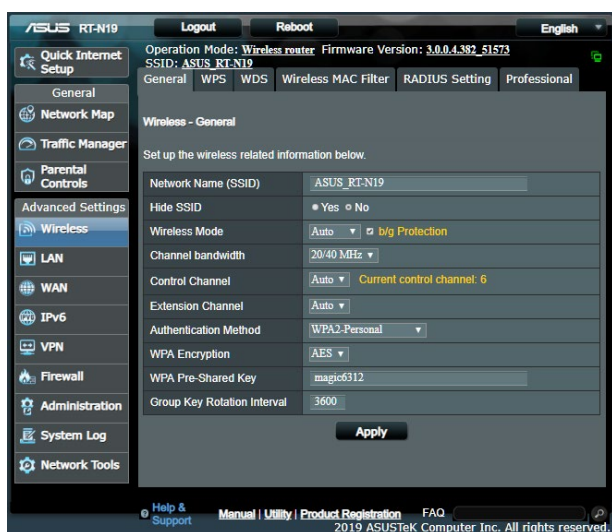 ASUS RT-N19 Logout Reboot English
Quick Internet Setup
Operation Mode: Wireless router Firmware Version: 3.0.0.4.382_51573
SSID: ASUS_RT-N19
General WPS WDS Wireless MAC Filter RADIUS Setting Professional
General
Network Map
Traffic Manager
Parental Controls
Advanced Settings
Wireless
LAN
WAN
IPv6
VPN
Firewall
Administration
System Log
Network Tools
Wireless - General
Set up the wireless related information below.
Network Name (SSID) ASUS_RT-N19
Hide SSID Yes No
Wireless Mode Auto b/g Protection
Channel bandwidth 20/40 MHz
Control Channel Auto Current control channel: 6
Extension Channel Auto
Authentication Method WPA2-Personal
WPA Encryption AES
WPA Pre-Shared Key magic6312
Group Key Rotation Interval 3600
Apply
Help & Support Manual | Utility | Product Registration FAQ
2019 ASUSTeK Computer Inc. All rights reserved.